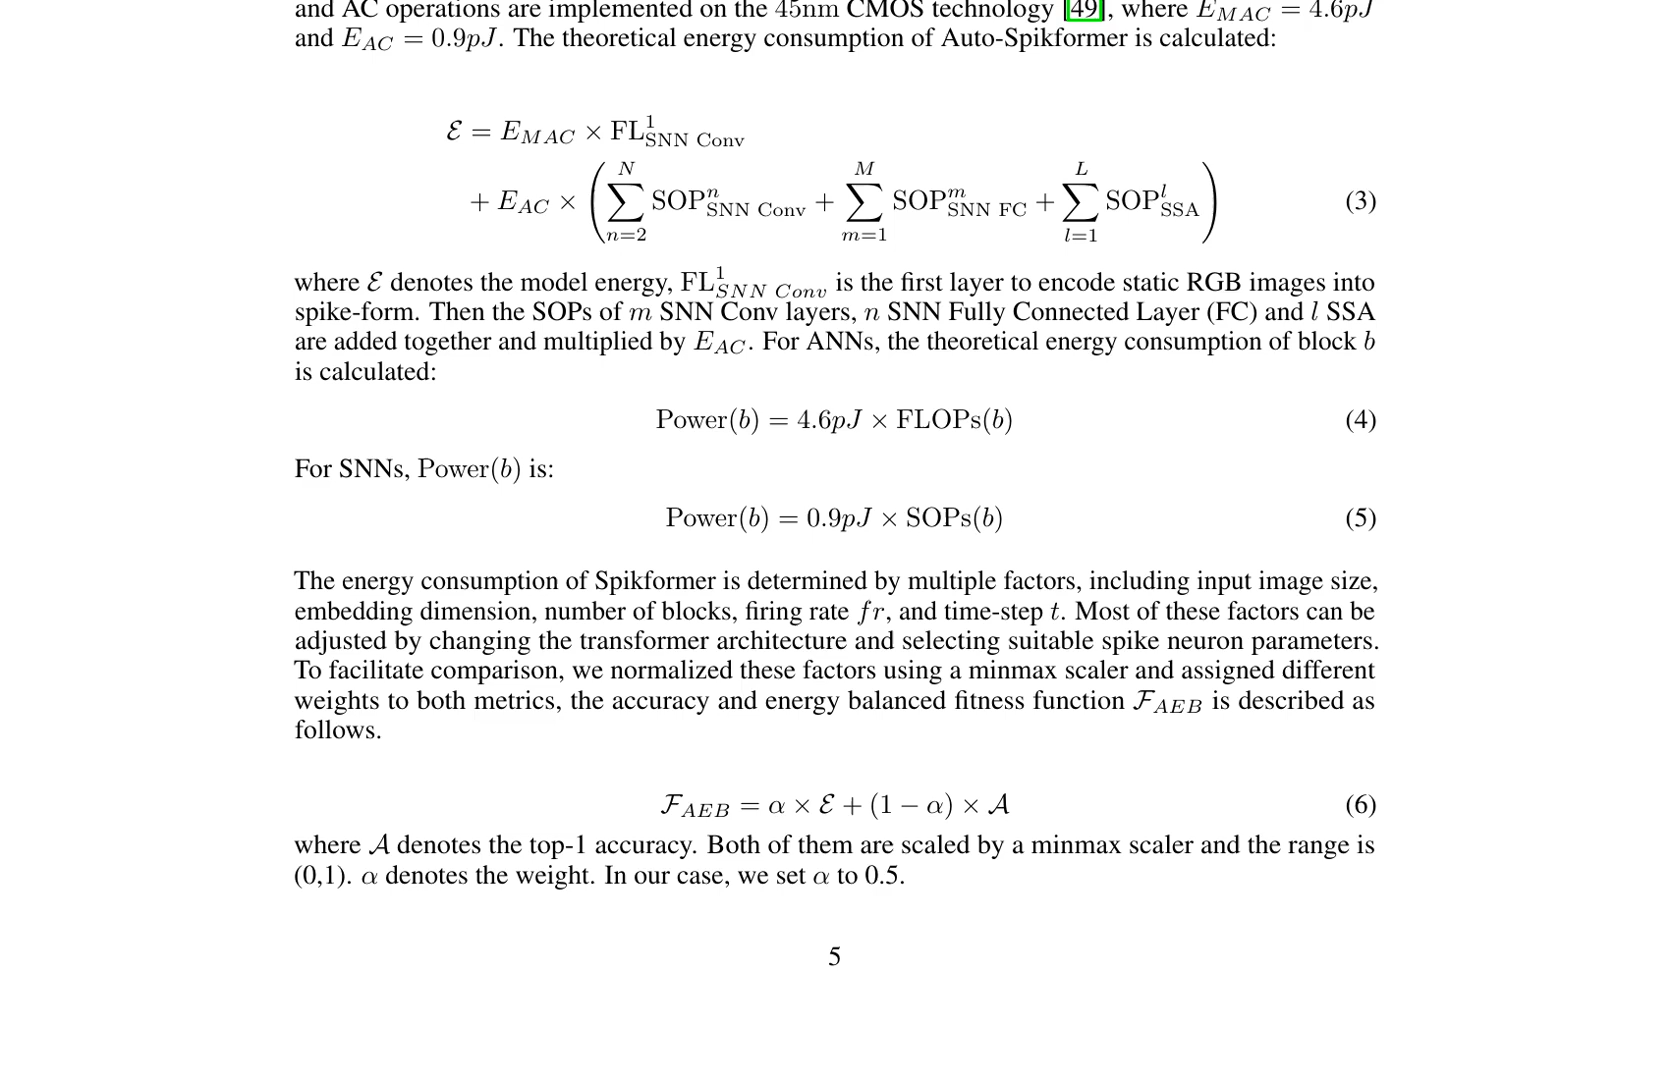 and AC operations are implemented on the 45nm CMOS technology [49], where E_{MAC} = 4.6pJ
and E_{AC} = 0.9pJ. The theoretical energy consumption of Auto-Spikformer is calculated:
ℰ = E_{MAC} × FL^1_{SNN Conv}
+ E_{AC} × ( ∑_{n=2}^{N} SOP^n_{SNN Conv} + ∑_{m=1}^{M} SOP^m_{SNN FC} + ∑_{l=1}^{L} SOP^l_{SSA} ) (3)
where ℰ denotes the model energy, FL^1_{SNN Conv} is the first layer to encode static RGB images into
spike-form. Then the SOPs of m SNN Conv layers, n SNN Fully Connected Layer (FC) and l SSA
are added together and multiplied by E_{AC}. For ANNs, the theoretical energy consumption of block b
is calculated:
Power(b) = 4.6pJ × FLOPs(b) (4)
For SNNs, Power(b) is:
Power(b) = 0.9pJ × SOPs(b) (5)
The energy consumption of Spikformer is determined by multiple factors, including input image size,
embedding dimension, number of blocks, firing rate fr, and time-step t. Most of these factors can be
adjusted by changing the transformer architecture and selecting suitable spike neuron parameters.
To facilitate comparison, we normalized these factors using a minmax scaler and assigned different
weights to both metrics, the accuracy and energy balanced fitness function ℱ_{AEB} is described as
follows.
ℱ_{AEB} = α × ℰ + (1 − α) × 𝒜 (6)
where 𝒜 denotes the top-1 accuracy. Both of them are scaled by a minmax scaler and the range is
(0,1). α denotes the weight. In our case, we set α to 0.5.
5